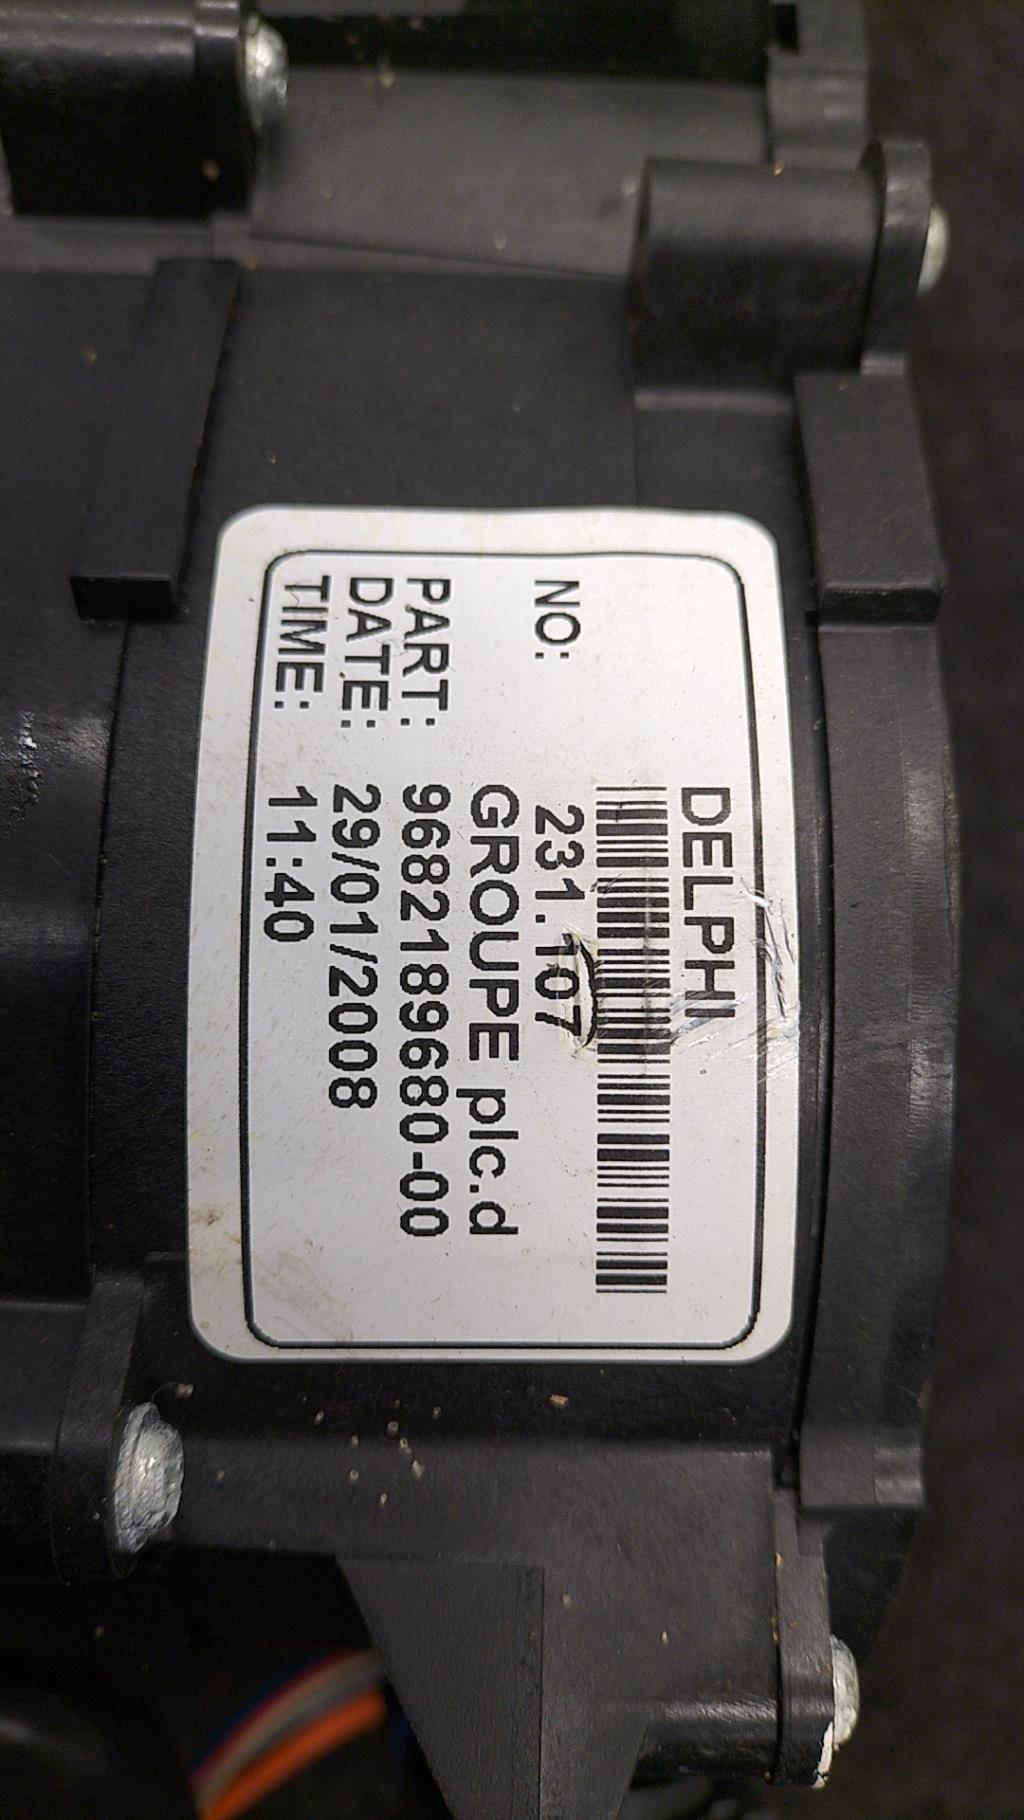 DELPHI
NO: 231.107
GROUPE plc.d
PART: 9682189680-00
DATE: 29/01/2008
TIME: 11:40